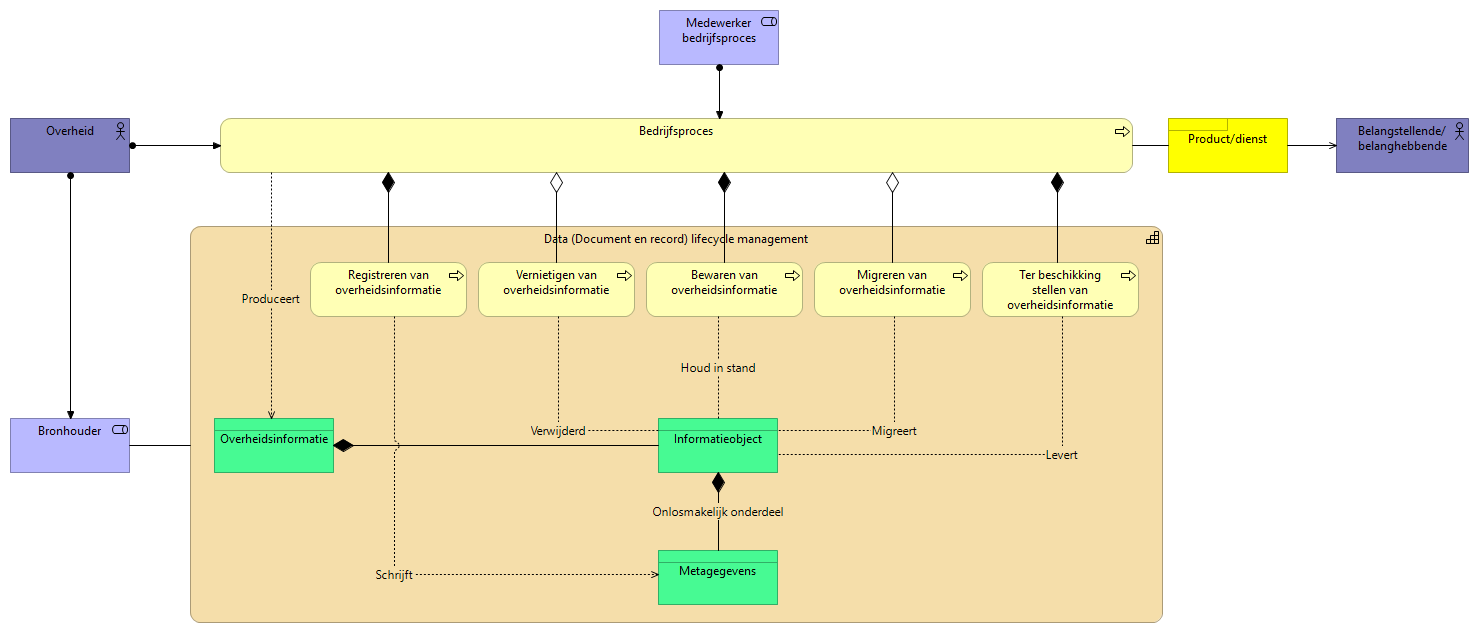 Medewerker
bedrijfsproces
Overheid
Bedrijfsproces
Product/dienst
Belangstellende/
belanghebbende
Data (Document en record) lifecycle management
Registreren van
overheidsinformatie
Vernietigen van
overheidsinformatie
Bewaren van
overheidsinformatie
Migreren van
overheidsinformatie
Ter beschikking
stellen van
overheidsinformatie
Produceert
Houd in stand
Bronhouder
Overheidsinformatie
Verwijderd
Informatieobject
Migreert
Levert
Onlosmakelijk onderdeel
Schrijft
Metagegevens